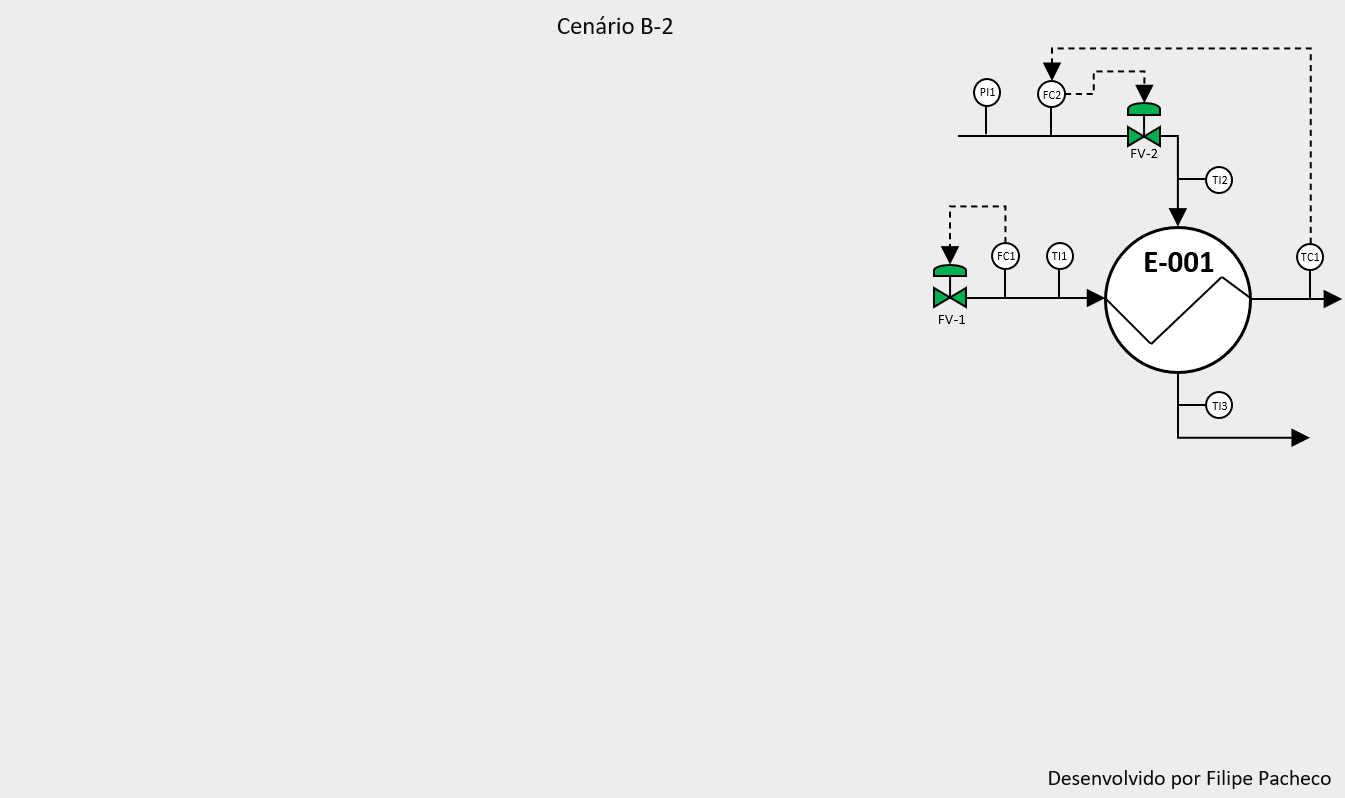 Cenário B-2
PI1
FC2
FV-2
TI2
FC1
TI1
E-001
TC1
FV-1
TI3
Desenvolvido por Filipe Pacheco